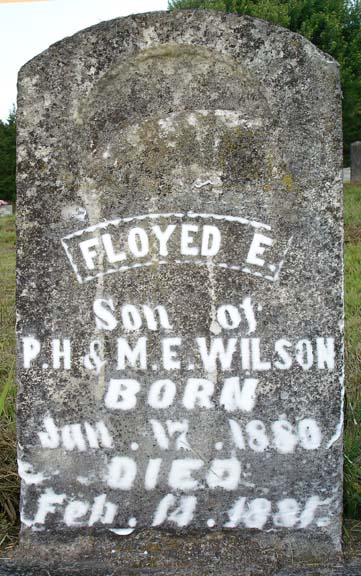 FLOYED E.
Son of
P.H & M.E. WILSON
BORN
Jan. 17. 1880
DIED
Feb. 14. 1881.